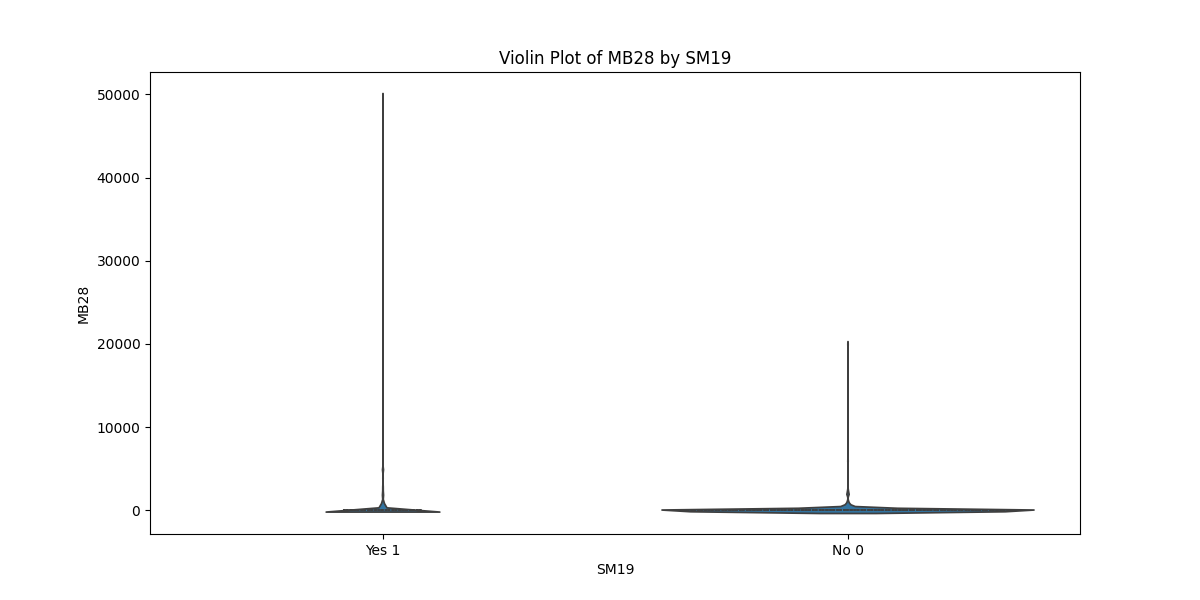 Violin Plot of MB28 by SM19
50000
40000
30000
20000
10000
0
MB28
Yes 1
No 0
SM19